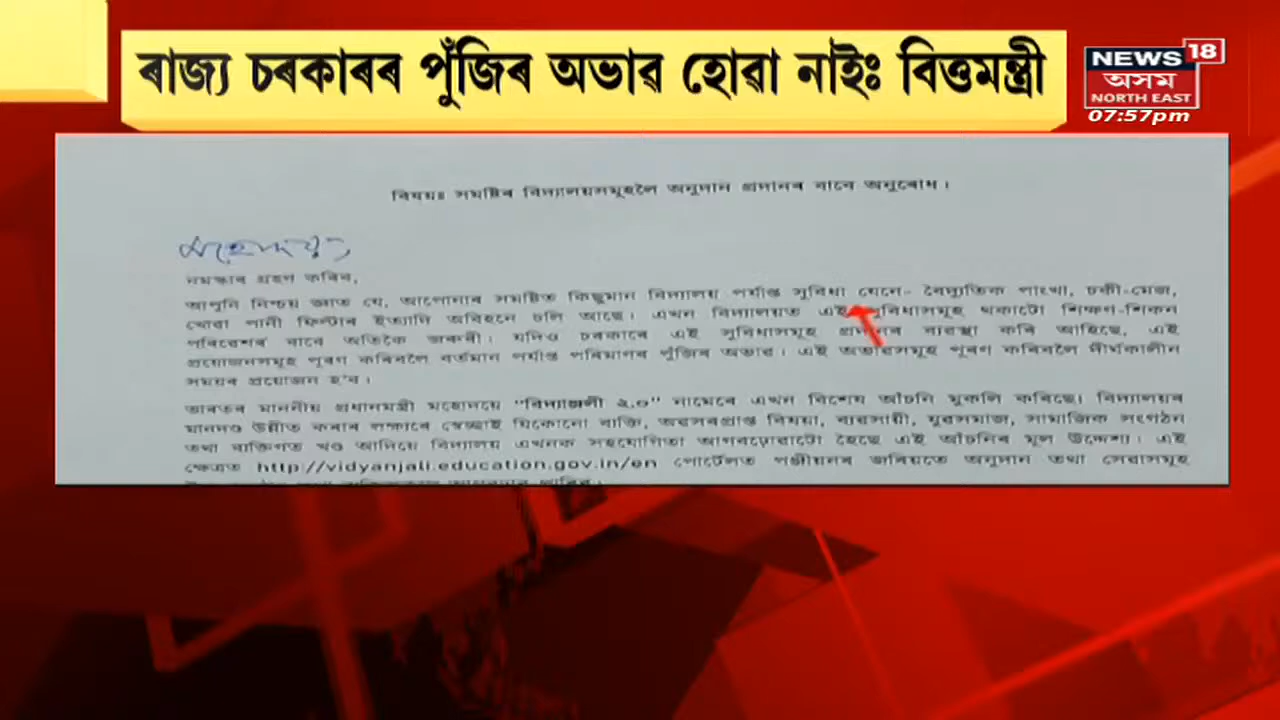 ৰাজ্য চৰকাৰৰ পুঁজিৰ অভাৱ হোৱা নাইঃ বিত্তমন্ত্ৰী
NEWS 18
অসম
NORTH EAST
07:57pm
বিষয়ঃ সমষ্টিৰ বিদ্যালয়সমূহলৈ অনুদান প্ৰদানৰ বাবে অনুৰোধ।
মহোদয়,
নমস্কাৰ গ্ৰহণ কৰিব,
আপুনি নিশ্চয় জ্ঞাত যে, আপোনাৰ সমষ্টিত কিছুমান বিদ্যালয় পৰ্যাপ্ত সুবিধা যেনে- বৈদ্যুতিক পাংখা, চকী-মেজ,
খোৱা পানী ফিল্টাৰ ইত্যাদি অবিহনে চলি আছে। এখন বিদ্যালয়ত এই সুবিধাসমূহ থকাটো শিক্ষণ-শিকন
পৰিৱেশৰ বাবে অতিকৈ জৰুৰী। যদিও চৰকাৰে এই সুবিধাসমূহ প্ৰদানৰ ব্যৱস্থা কৰি আহিছে, এই
প্ৰয়োজনসমূহ পূৰণ কৰিবলৈ বৰ্তমান পৰ্যাপ্ত পৰিমাণৰ পুঁজিৰ অভাৱ। এই অভাৱসমূহ পূৰণ কৰিবলৈ দীৰ্ঘকালীন
সময়ৰ প্ৰয়োজন হ'ব।
ভাৰতৰ মাননীয় প্ৰধানমন্ত্ৰী মহোদয়ে "বিদ্যাঞ্জলী ২.০" নামেৰে এখন বিশেষ আঁচনি মুকলি কৰিছে। বিদ্যালয়ৰ
মানদণ্ড উন্নীত কৰাৰ লক্ষ্যৰে স্বেচ্ছাই যিকোনো ব্যক্তি, অৱসৰপ্ৰাপ্ত বিষয়া, ব্যৱসায়ী, যুৱসমাজ, সামাজিক সংগঠন
তথা ব্যক্তিগত খণ্ড আদিয়ে বিদ্যালয় এখনক সহযোগিতা আগবঢ়োৱাটো হৈছে এই আঁচনিৰ মূল উদ্দেশ্য। এই
ক্ষেত্ৰত http://vidyanjali.education.gov.in/en পোৰ্টেলত পঞ্জীয়নৰ জৰিয়তে অনুদান তথা সেৱাসমূহ